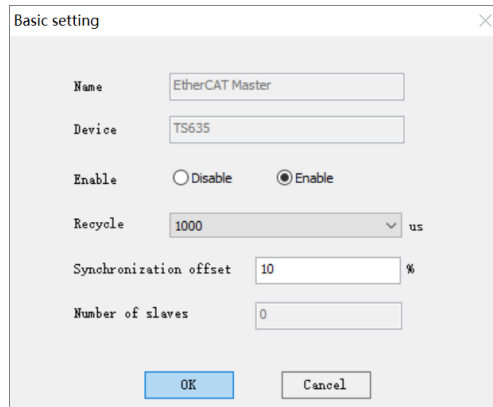 Basic setting
Name EtherCAT Master
Device TS635
Enable Disable Enable
Recycle 1000 us
Synchronization offset 10 %
Number of slaves 0
OK Cancel